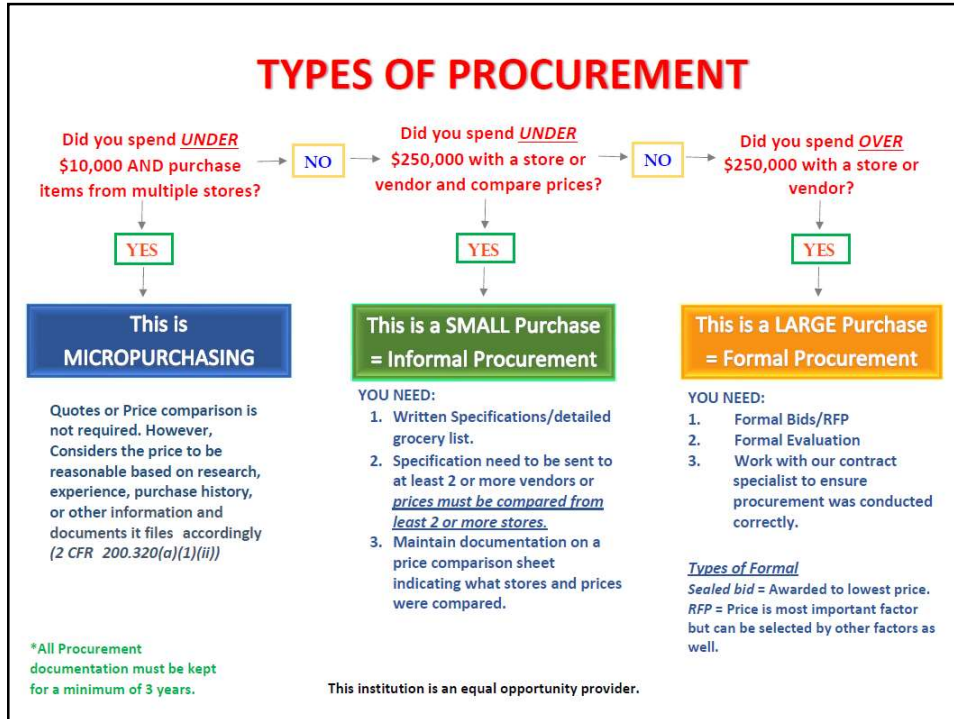 TYPES OF PROCUREMENT
Did you spend UNDER
$10,000 AND purchase
items from multiple stores?
NO
Did you spend UNDER
$250,000 with a store or
vendor and compare prices?
NO
Did you spend OVER
$250,000 with a store or
vendor?
YES
YES
YES
This is
MICROPURCHASING
Quotes or Price comparison is
not required. However,
Considers the price to be
reasonable based on research,
experience, purchase history,
or other information and
documents it files accordingly
(2 CFR 200.320(a)(1)(ii))
This is a SMALL Purchase
= Informal Procurement
YOU NEED:
1. Written Specifications/detailed
grocery list.
2. Specification need to be sent to
at least 2 or more vendors or
prices must be compared from
least 2 or more stores.
3. Maintain documentation on a
price comparison sheet
indicating what stores and prices
were compared.
This is a LARGE Purchase
= Formal Procurement
YOU NEED:
1. Formal Bids/RFP
2. Formal Evaluation
3. Work with our contract
specialist to ensure
procurement was conducted
correctly.
Types of Formal
Sealed bid = Awarded to lowest price.
RFP = Price is most important factor
but can be selected by other factors as
well.
*All Procurement
documentation must be kept
for a minimum of 3 years.
This institution is an equal opportunity provider.